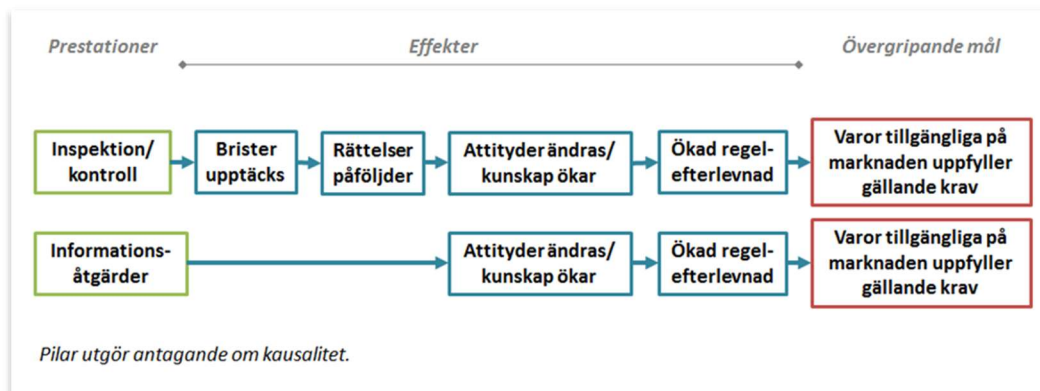 Prestationer
Effekter
Övergripande mål
Inspektion/
kontroll
Brister
upptäcks
Rättelser
påföljder
Attityder ändras/
kunskap ökar
Ökad regel-
efterlevnad
Varor tillgängliga på
marknaden uppfyller
gällande krav
Informations-
åtgärder
Attityder ändras/
kunskap ökar
Ökad regel-
efterlevnad
Varor tillgängliga på
marknaden uppfyller
gällande krav
Pilar utgör antagande om kausalitet.